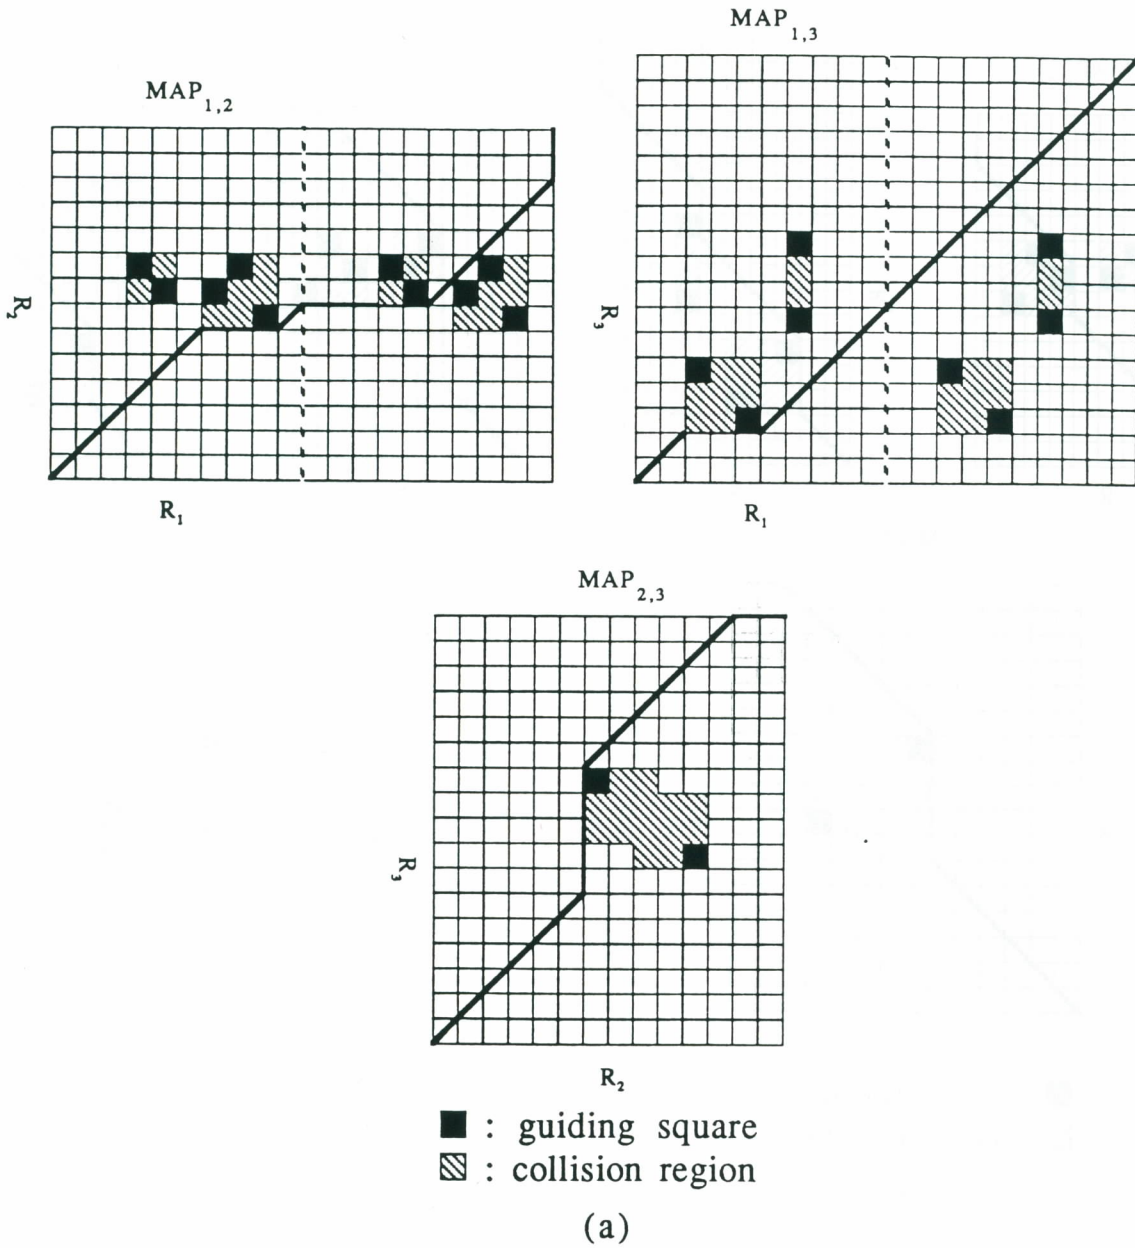 MAP1,3
MAP1,2
R2
R3
R1
R1
MAP2,3
R3
R2
: guiding square
: collision region
(a)